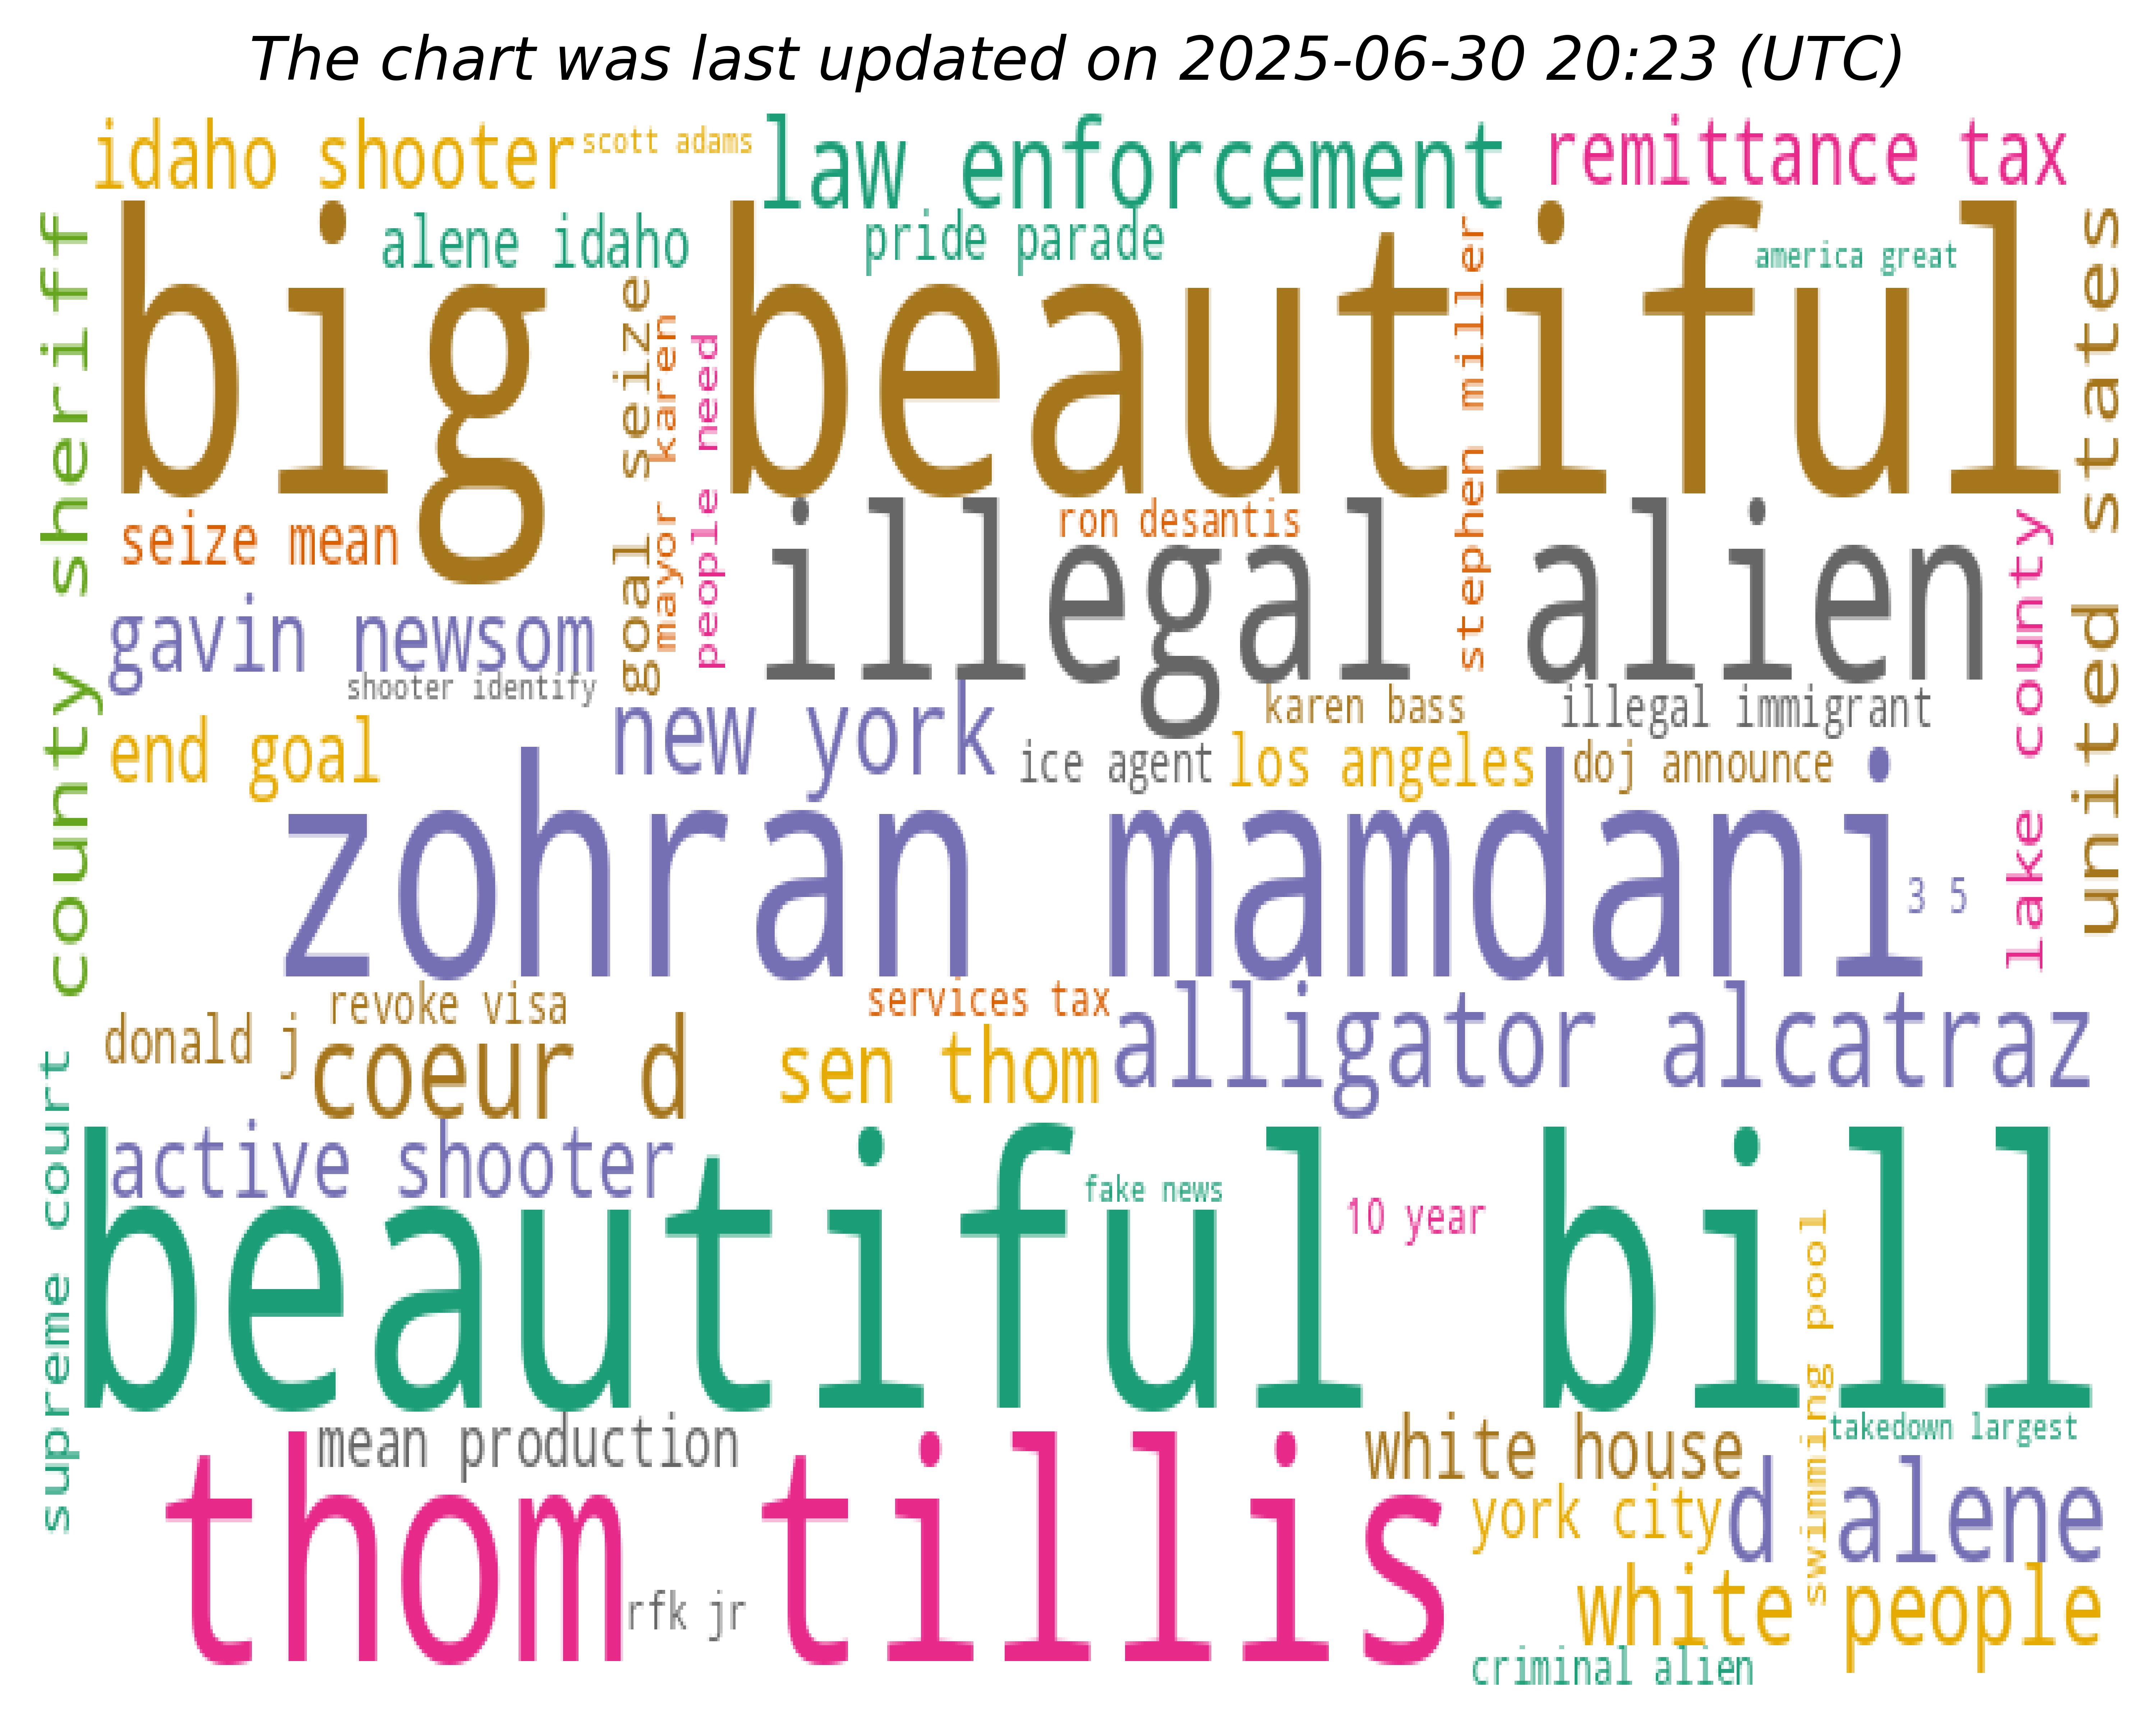 The chart was last updated on 2025-06-30 20:23 (UTC)
idaho shooter
scott adams
law enforcement
remittance tax
county sheriff
alene idaho
pride parade
america great
big beautiful
united states
goal seize
mayor karen
people need
stephen miller
seize mean
ron desantis
illegal alien
lake county
gavin newsom
shooter identify
karen bass
illegal immigrant
end goal
new york
ice agent
los angeles
doj announce
zohran mamdani
3 5
revoke visa
services tax
alligator alcatraz
donald j
coeur d
sen thom
supreme court
active shooter
fake news
10 year
beautiful bill
swimming pool
mean production
white house
takedown largest
thom tillis
york city
d alene
rfk jr
white people
criminal alien